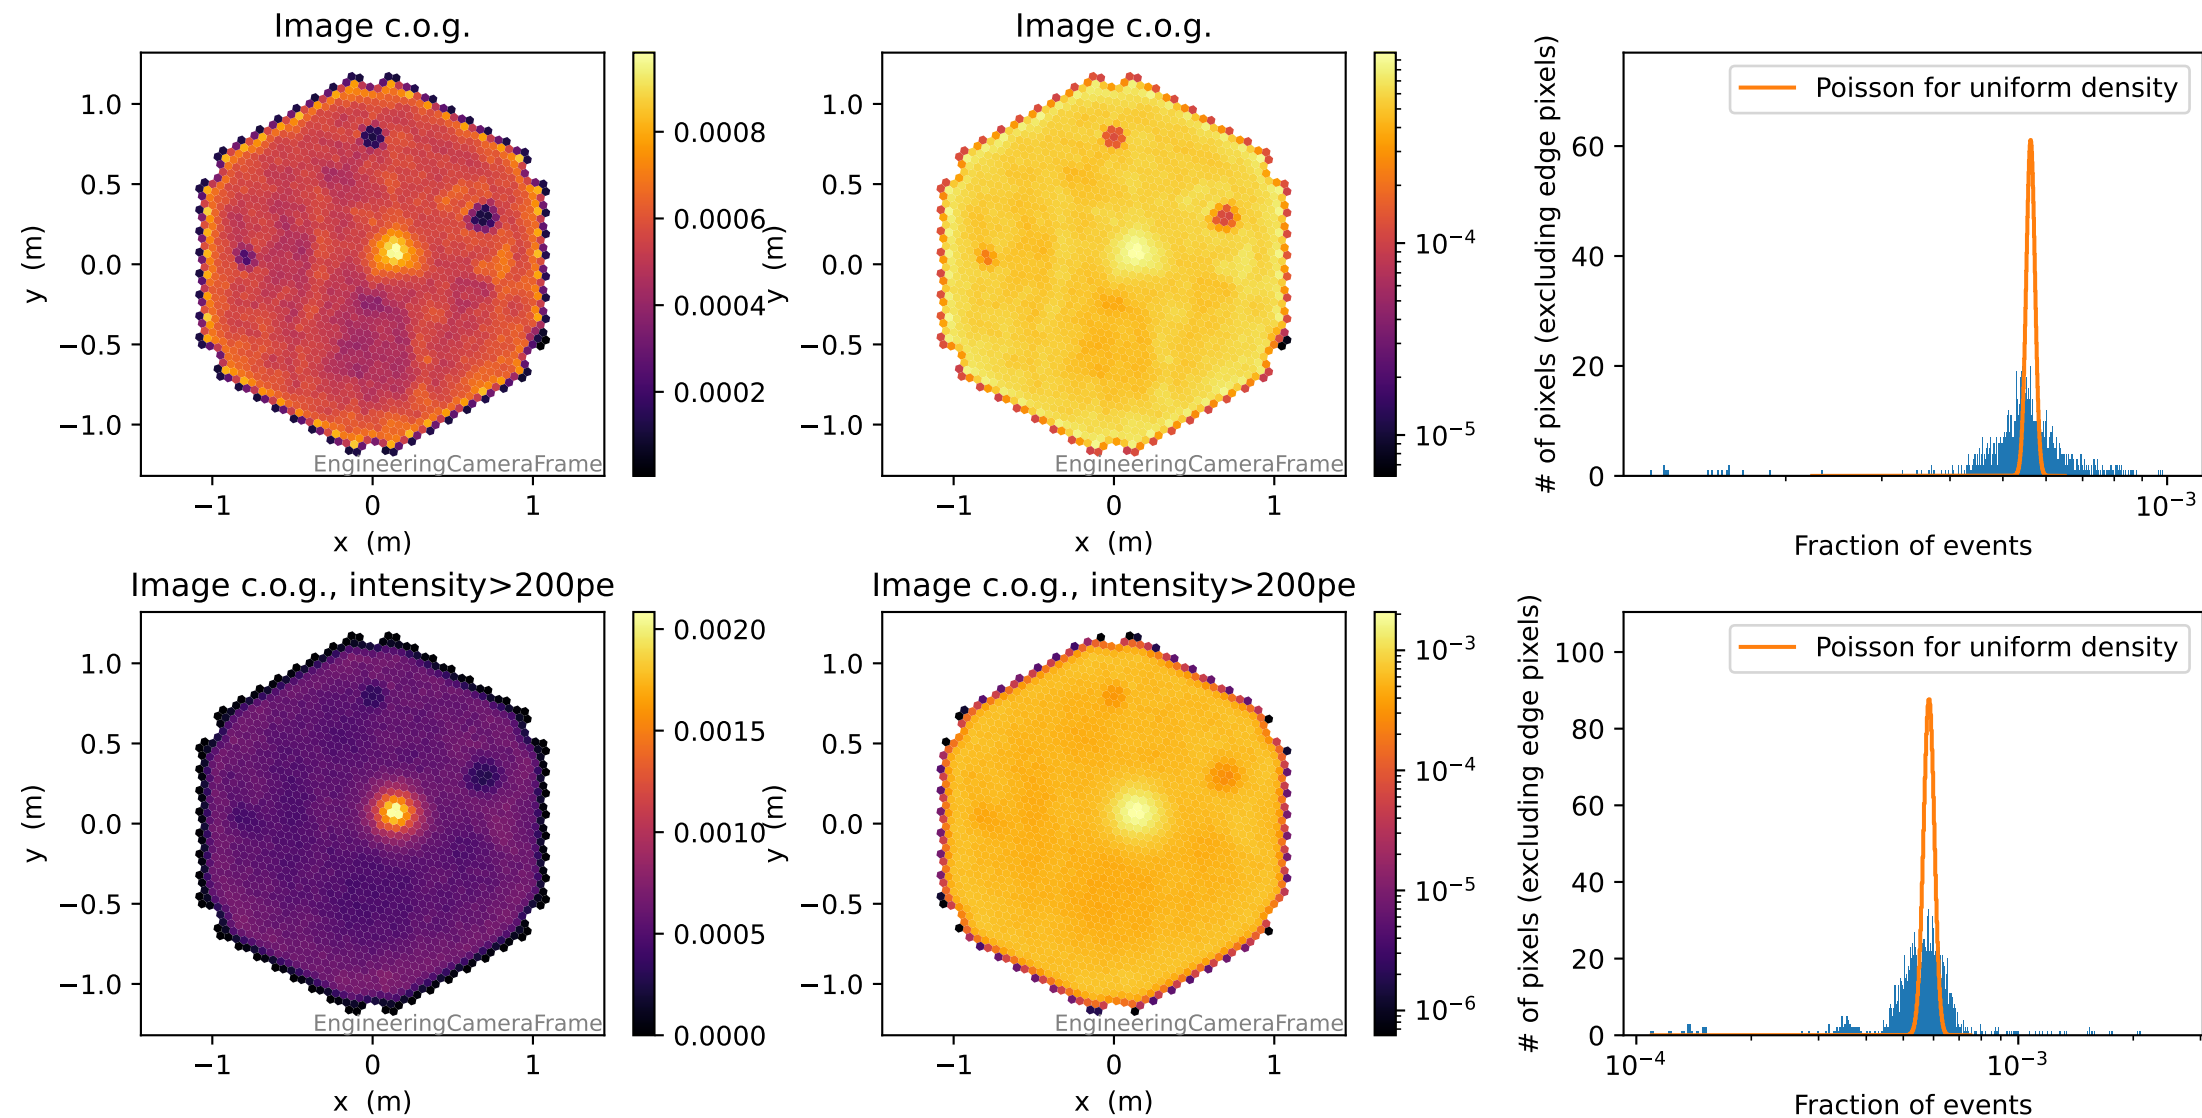 Image c.o.g.
1.0
0.5
0.0
−0.5
−1.0
y (m)
−1
0
1
x (m)
EngineeringCameraFrame
0.0008
0.0006
0.0004
0.0002
Image c.o.g.
1.0
0.5
0.0
−0.5
−1.0
y (m)
−1
0
1
x (m)
EngineeringCameraFrame
10⁻⁴
10⁻⁵
Poisson for uniform density
60
40
20
0
# of pixels (excluding edge pixels)
10⁻³
Fraction of events
Image c.o.g., intensity>200pe
1.0
0.5
0.0
−0.5
−1.0
y (m)
−1
0
1
x (m)
EngineeringCameraFrame
0.0020
0.0015
0.0010
0.0005
0.0000
Image c.o.g., intensity>200pe
1.0
0.5
0.0
−0.5
−1.0
y (m)
−1
0
1
x (m)
EngineeringCameraFrame
10⁻³
10⁻⁴
10⁻⁵
10⁻⁶
Poisson for uniform density
100
80
60
40
20
0
# of pixels (excluding edge pixels)
10⁻⁴
10⁻³
Fraction of events